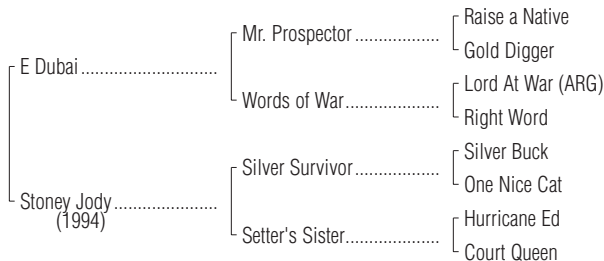 Raise a Native
Mr. Prospector ..................
Gold Digger
E Dubai .............................
Lord At War (ARG)
Words of War ....................
Right Word
Silver Buck
Silver Survivor ...................
One Nice Cat
Stoney Jody ......................
(1994)
Hurricane Ed
Setter's Sister ....................
Court Queen